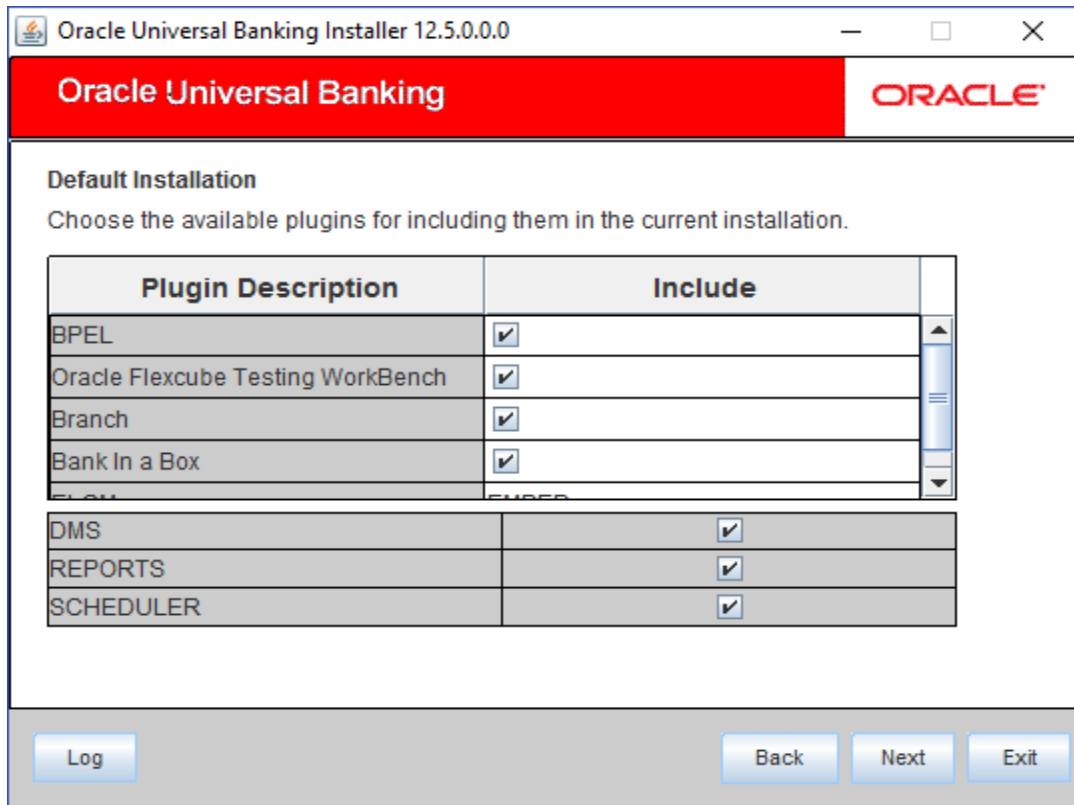 Oracle Universal Banking Installer 12.5.0.0.0
Oracle Universal Banking
ORACLE
Default Installation
Choose the available plugins for including them in the current installation.
Plugin Description Include
BPEL
Oracle Flexcube Testing WorkBench
Branch
Bank In a Box
DMS
REPORTS
SCHEDULER
Log Back Next Exit